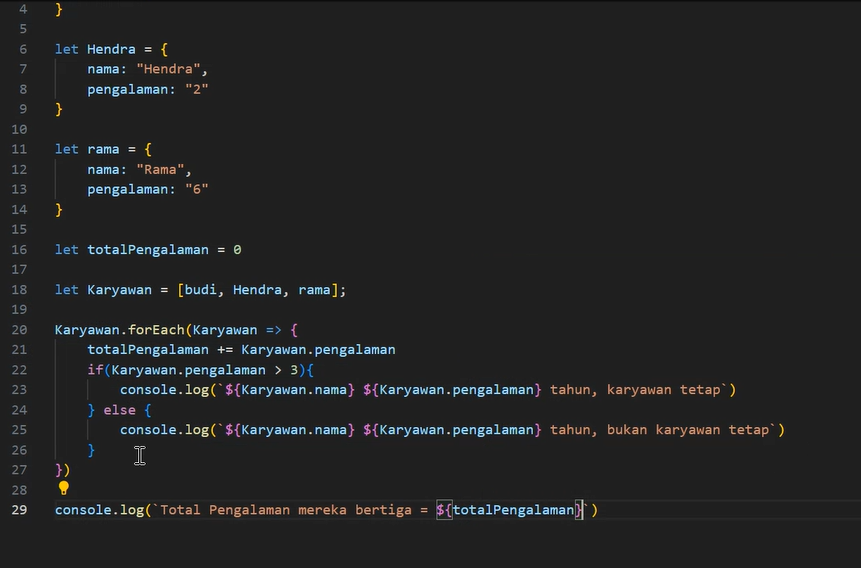 4 }
5
6 let Hendra = {
7     nama: "Hendra",
8     pengalaman: "2"
9 }
10
11 let rama = {
12     nama: "Rama",
13     pengalaman: "6"
14 }
15
16 let totalPengalaman = 0
17
18 let Karyawan = [budi, Hendra, rama];
19
20 Karyawan.forEach(Karyawan => {
21     totalPengalaman += Karyawan.pengalaman
22     if(Karyawan.pengalaman > 3){
23         console.log(`${Karyawan.nama} ${Karyawan.pengalaman} tahun, karyawan tetap`)
24     } else {
25         console.log(`${Karyawan.nama} ${Karyawan.pengalaman} tahun, bukan karyawan tetap`)
26     }
27 })
28
29 console.log(`Total Pengalaman mereka bertiga = ${totalPengalaman}`)